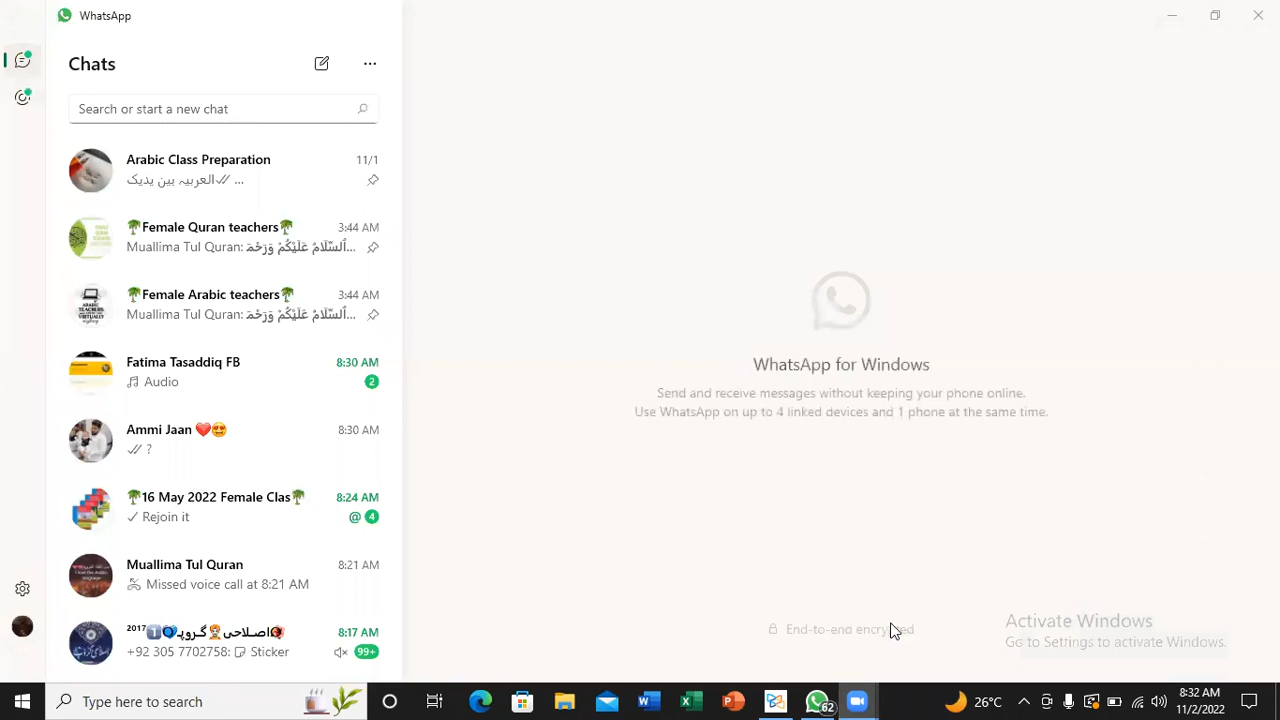 WhatsApp
Chats
Search or start a new chat
Arabic Class Preparation 11/1
العربیہ بین یذیک ...
🌴Female Quran teachers🌴 3:44 AM
Muallima Tul Quran: ٱلسَّلَامُ عَلَيْكُمْ وَرَحْمَ...
🌴Female Arabic teachers🌴 3:44 AM
Muallima Tul Quran: ٱلسَّلَامُ عَلَيْكُمْ وَرَحْمَ...
Fatima Tasaddiq FB 8:30 AM
Audio 2
Ammi Jaan ❤️😍 8:30 AM
?
🌴16 May 2022 Female Clas🌴 8:24 AM
Rejoin it @ 4
Muallima Tul Quran 8:21 AM
Missed voice call at 8:21 AM
2017 اصلاحی گروپ 8:17 AM
+92 305 7702758: Sticker 99+
WhatsApp for Windows
Send and receive messages without keeping your phone online.
Use WhatsApp on up to 4 linked devices and 1 phone at the same time.
End-to-end encrypted
Activate Windows
Go to Settings to activate Windows.
Type here to search
62
26°C
8:32 AM
11/2/2022